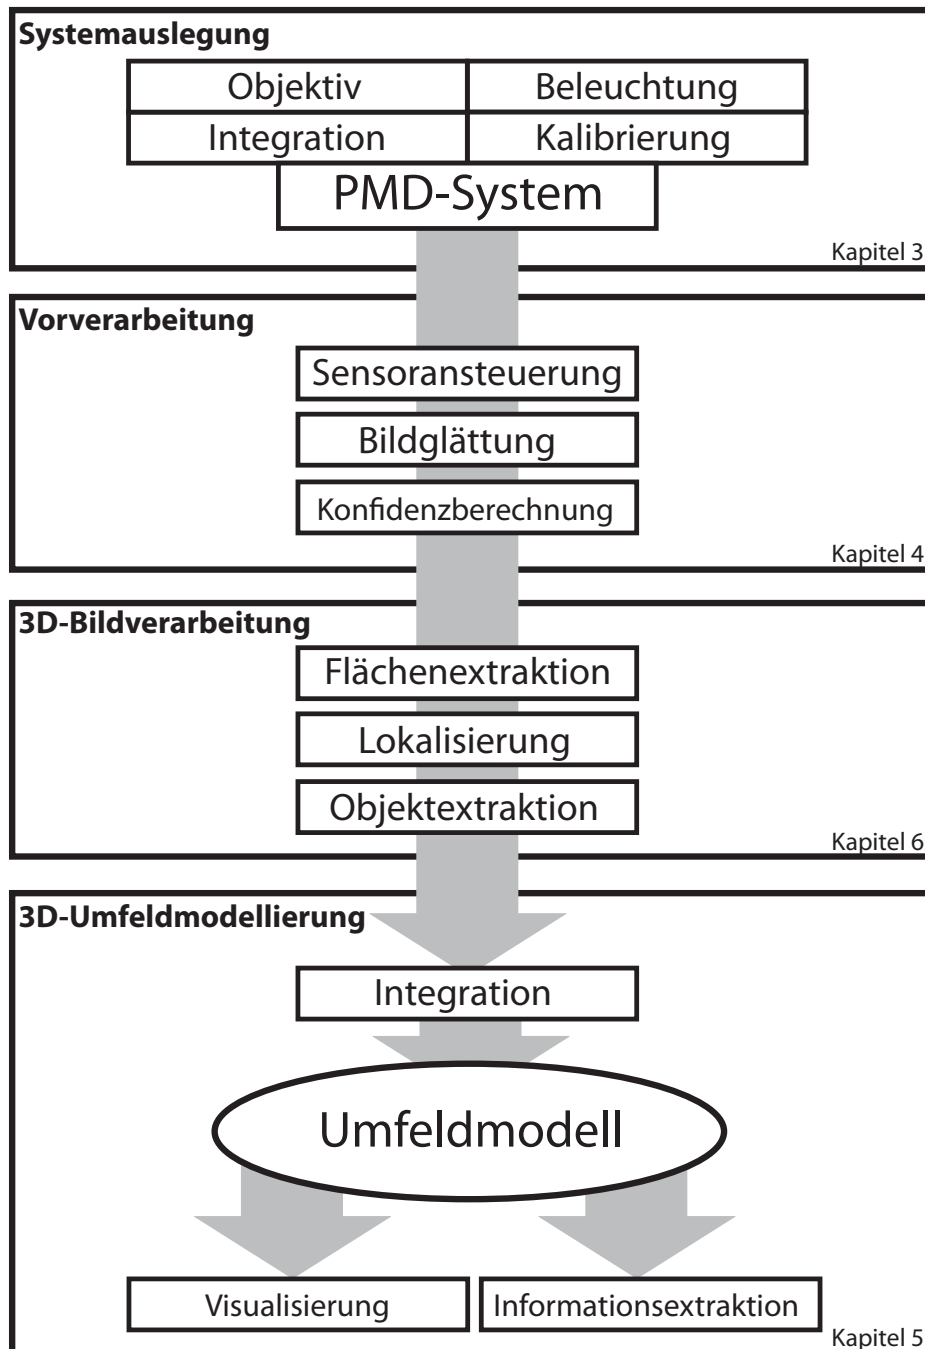 Systemauslegung
Objektiv Beleuchtung
Integration Kalibrierung
PMD-System
Kapitel 3
Vorverarbeitung
Sensoransteuerung
Bildglättung
Konfidenzberechnung
Kapitel 4
3D-Bildverarbeitung
Flächenextraktion
Lokalisierung
Objektextraktion
Kapitel 6
3D-Umfeldmodellierung
Integration
Umfeldmodell
Visualisierung Informationsextraktion
Kapitel 5